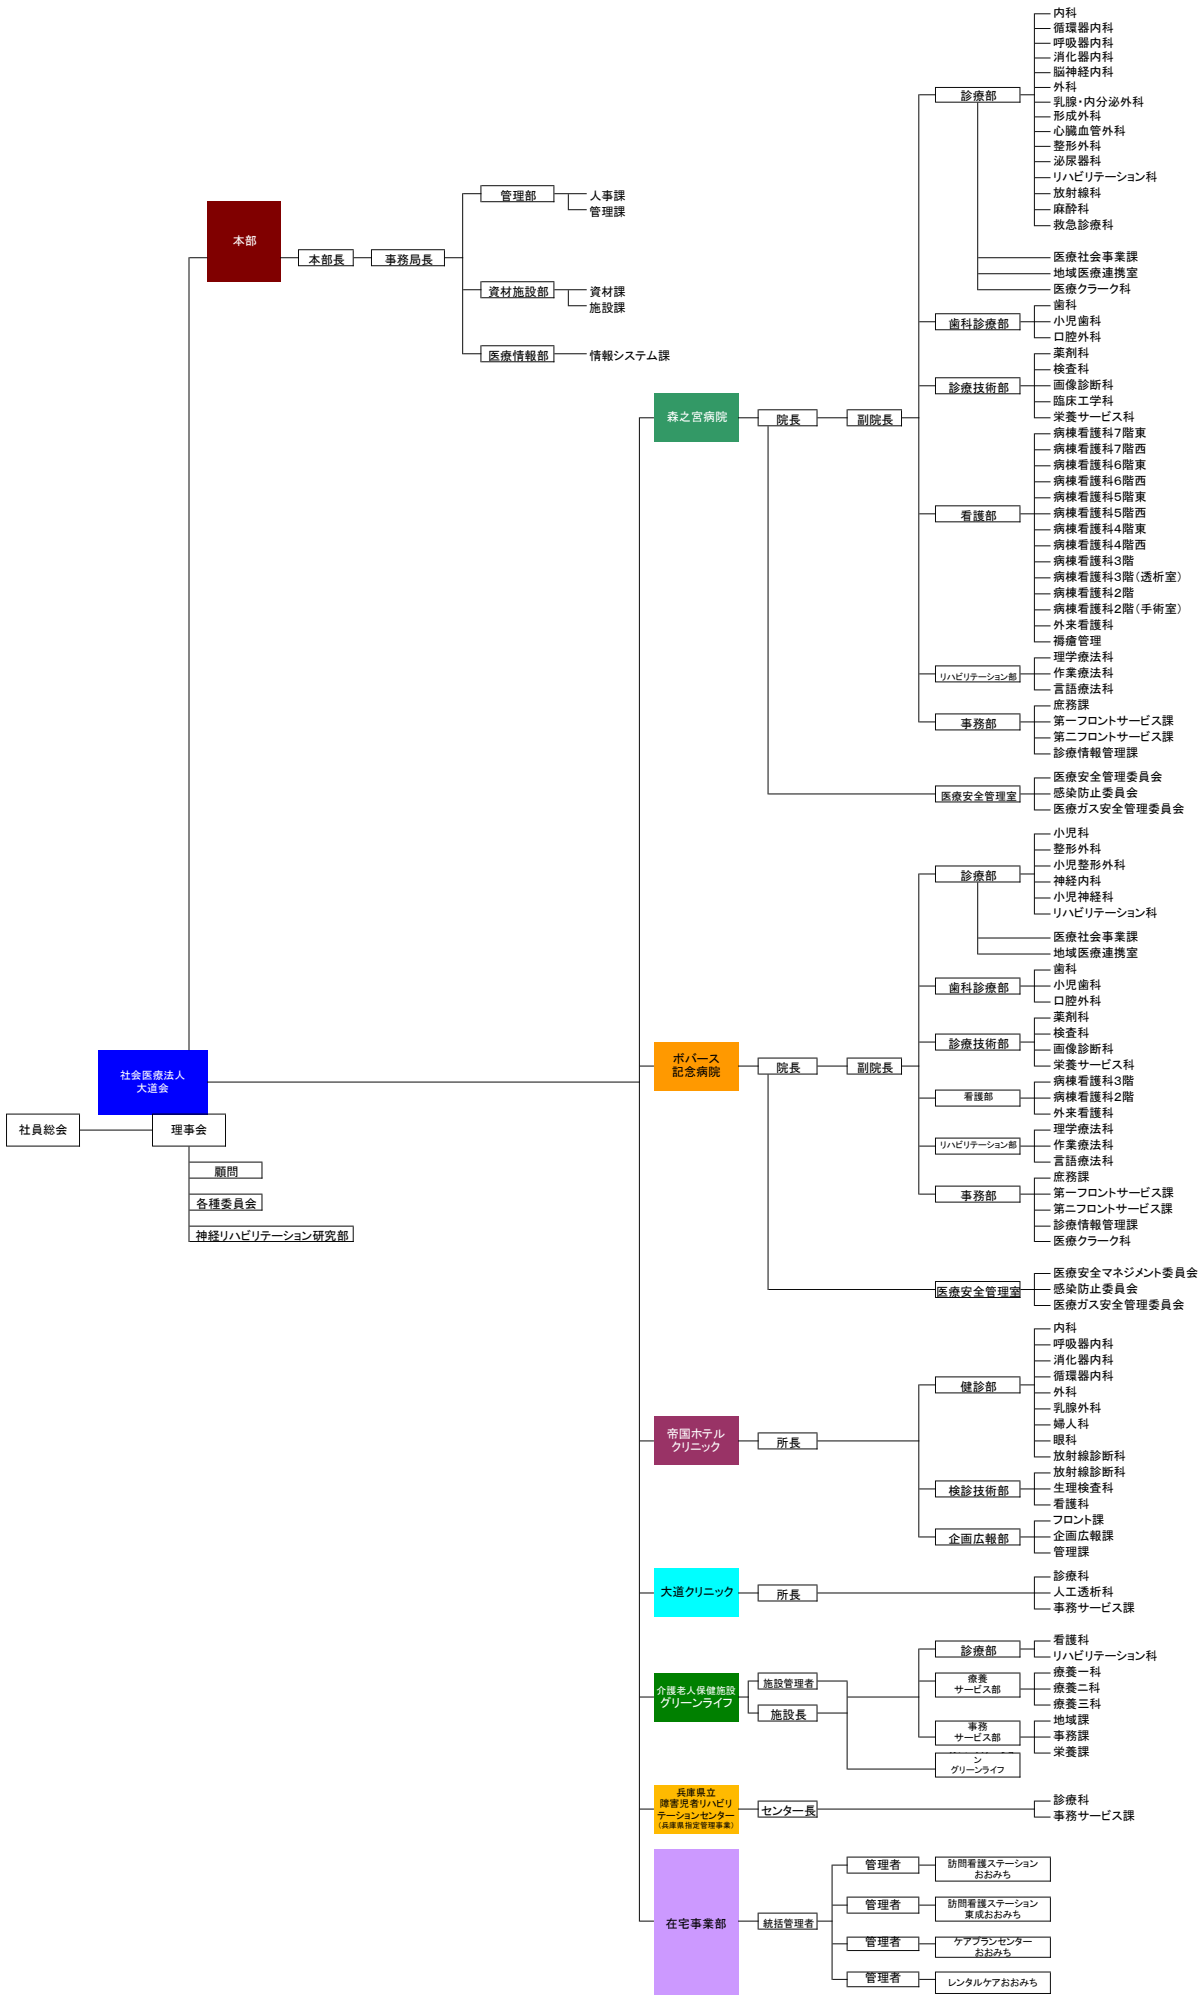 本部
本部長
事務局長
管理部
人事課
管理課
資材施設部
資材課
施設課
医療情報部
情報システム課
社会医療法人
大道会
社員総会
理事会
顧問
各種委員会
神経リハビリテーション研究部
森之宮病院
院長
副院長
診療部
内科
循環器内科
呼吸器内科
消化器内科
脳神経内科
外科
乳腺・内分泌外科
形成外科
心臓血管外科
整形外科
泌尿器科
リハビリテーション科
放射線科
麻酔科
救急診療科
医療社会事業課
地域医療連携室
医療クラーク科
歯科診療部
歯科
小児歯科
口腔外科
診療技術部
薬剤科
検査科
画像診断科
臨床工学科
栄養サービス科
看護部
病棟看護科7階東
病棟看護科7階西
病棟看護科6階東
病棟看護科6階西
病棟看護科5階東
病棟看護科5階西
病棟看護科4階東
病棟看護科4階西
病棟看護科3階
病棟看護科3階(透析室)
病棟看護科2階
病棟看護科2階(手術室)
外来看護科
褥瘡管理
リハビリテーション部
理学療法科
作業療法科
言語療法科
事務部
庶務課
第一フロントサービス課
第二フロントサービス課
診療情報管理課
医療安全管理室
医療安全管理委員会
感染防止委員会
医療ガス安全管理委員会
ボバース
記念病院
院長
副院長
診療部
小児科
整形外科
小児整形外科
神経内科
小児神経科
リハビリテーション科
医療社会事業課
地域医療連携室
歯科診療部
歯科
小児歯科
口腔外科
診療技術部
薬剤科
検査科
画像診断科
栄養サービス科
看護部
病棟看護科3階
病棟看護科2階
外来看護科
リハビリテーション部
理学療法科
作業療法科
言語療法科
事務部
庶務課
第一フロントサービス課
第二フロントサービス課
診療情報管理課
医療クラーク科
医療安全管理室
医療安全マネジメント委員会
感染防止委員会
医療ガス安全管理委員会
帝国ホテル
クリニック
所長
健診部
内科
呼吸器内科
消化器内科
循環器内科
外科
乳腺外科
婦人科
眼科
放射線診断科
検診技術部
放射線診断科
生理検査科
看護科
企画広報部
フロント課
企画広報課
管理課
大道クリニック
所長
診療科
人工透析科
事務サービス課
介護老人保健施設
グリーンライフ
施設管理者
施設長
診療部
看護科
リハビリテーション科
療養
サービス部
療養一科
療養二科
療養三科
事務
サービス部
地域課
事務課
栄養課
ン
グリーンライフ
兵庫県立
障害児者リハビリ
テーションセンター
(兵庫県指定管理事業)
センター長
診療科
事務サービス課
在宅事業部
統括管理者
管理者
訪問看護ステーション
おおみち
管理者
訪問看護ステーション
東成おおみち
管理者
ケアプランセンター
おおみち
管理者
レンタルケアおおみち